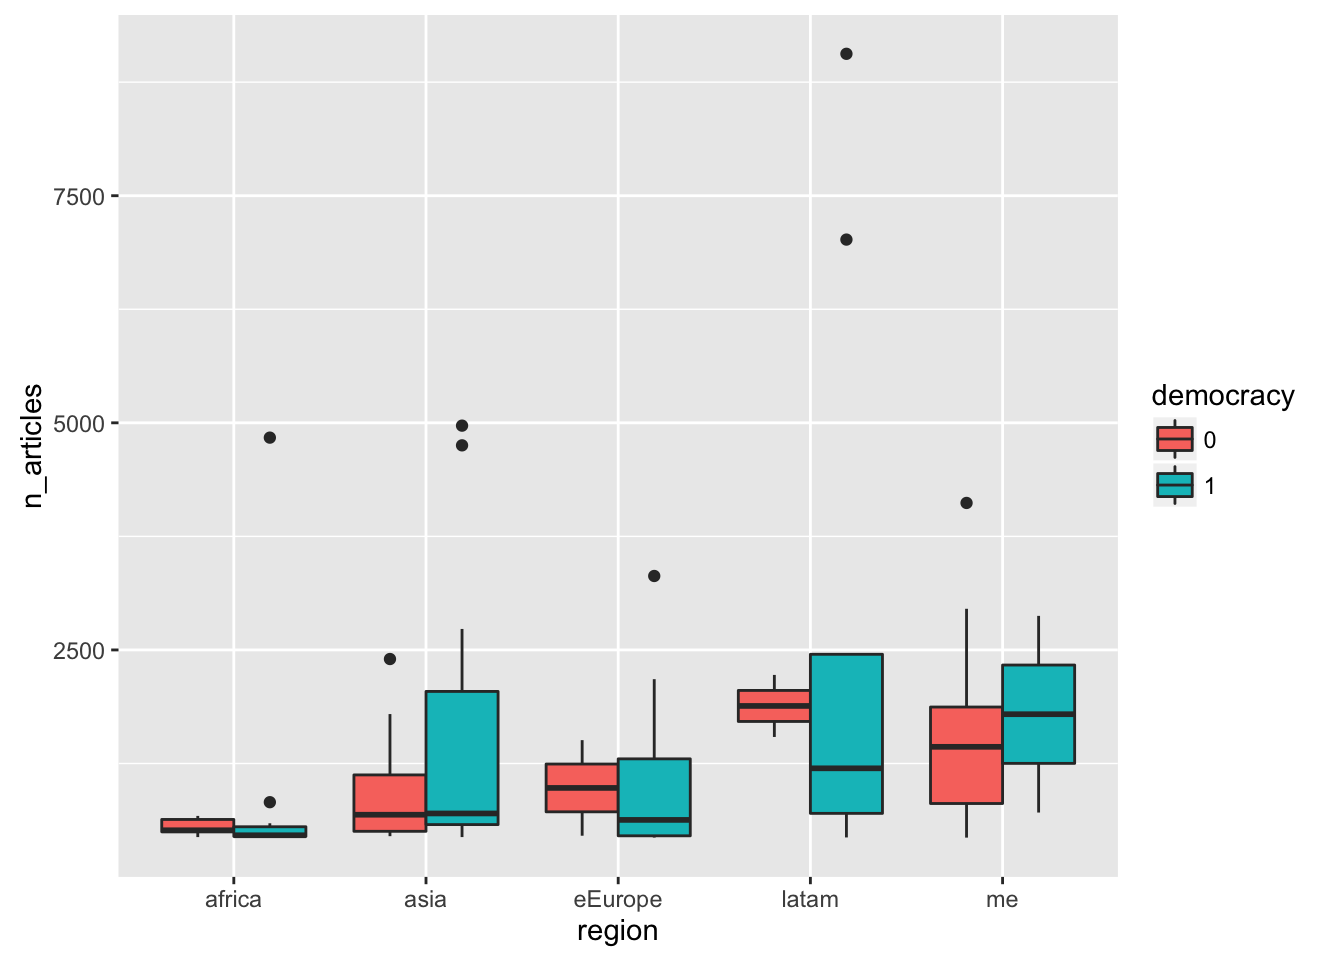 7500
5000
2500
n_articles
africa
asia
eEurope
latam
me
region
democracy
0
1